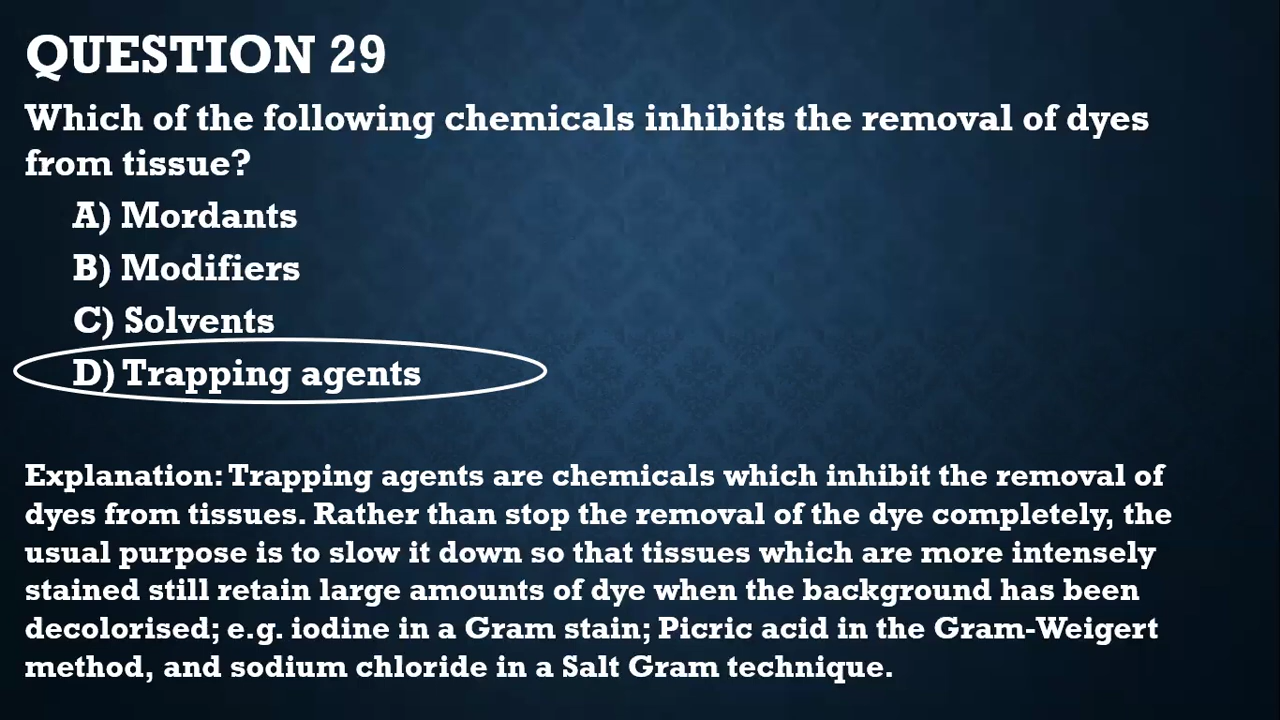 QUESTION 29
Which of the following chemicals inhibits the removal of dyes
from tissue?
A) Mordants
B) Modifiers
C) Solvents
D) Trapping agents
Explanation: Trapping agents are chemicals which inhibit the removal of
dyes from tissues. Rather than stop the removal of the dye completely, the
usual purpose is to slow it down so that tissues which are more intensely
stained still retain large amounts of dye when the background has been
decolorised; e.g. iodine in a Gram stain; Picric acid in the Gram-Weigert
method, and sodium chloride in a Salt Gram technique.